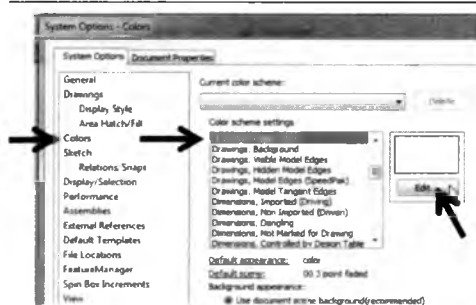 System Options - Colors
System Options
Document Properties
General
Drawings
Display Style
Area Hatch/Fill
Colors
Sketch
Relations/Snaps
Display/Selection
Performance
Assemblies
External References
Default Templates
File Locations
FeatureManager
Spin Box Increments
View
Current color scheme:
Delete
Color scheme settings
Drawings, Background
Drawings, Visible Model Edges
Drawings, Hidden Model Edges
Drawings, Model Edges (SpeedPak)
Drawings, Model Tangent Edges
Dimensions, Imported (Driving)
Dimensions, Non Imported (Driven)
Dimensions, Dangling
Dimensions, Not Marked for Drawing
Dimensions, Controlled by Design Table
Edit...
Default appearance: color
Default scene: 00 3 point faded
Background appearance:
Use document scene background(recommended)